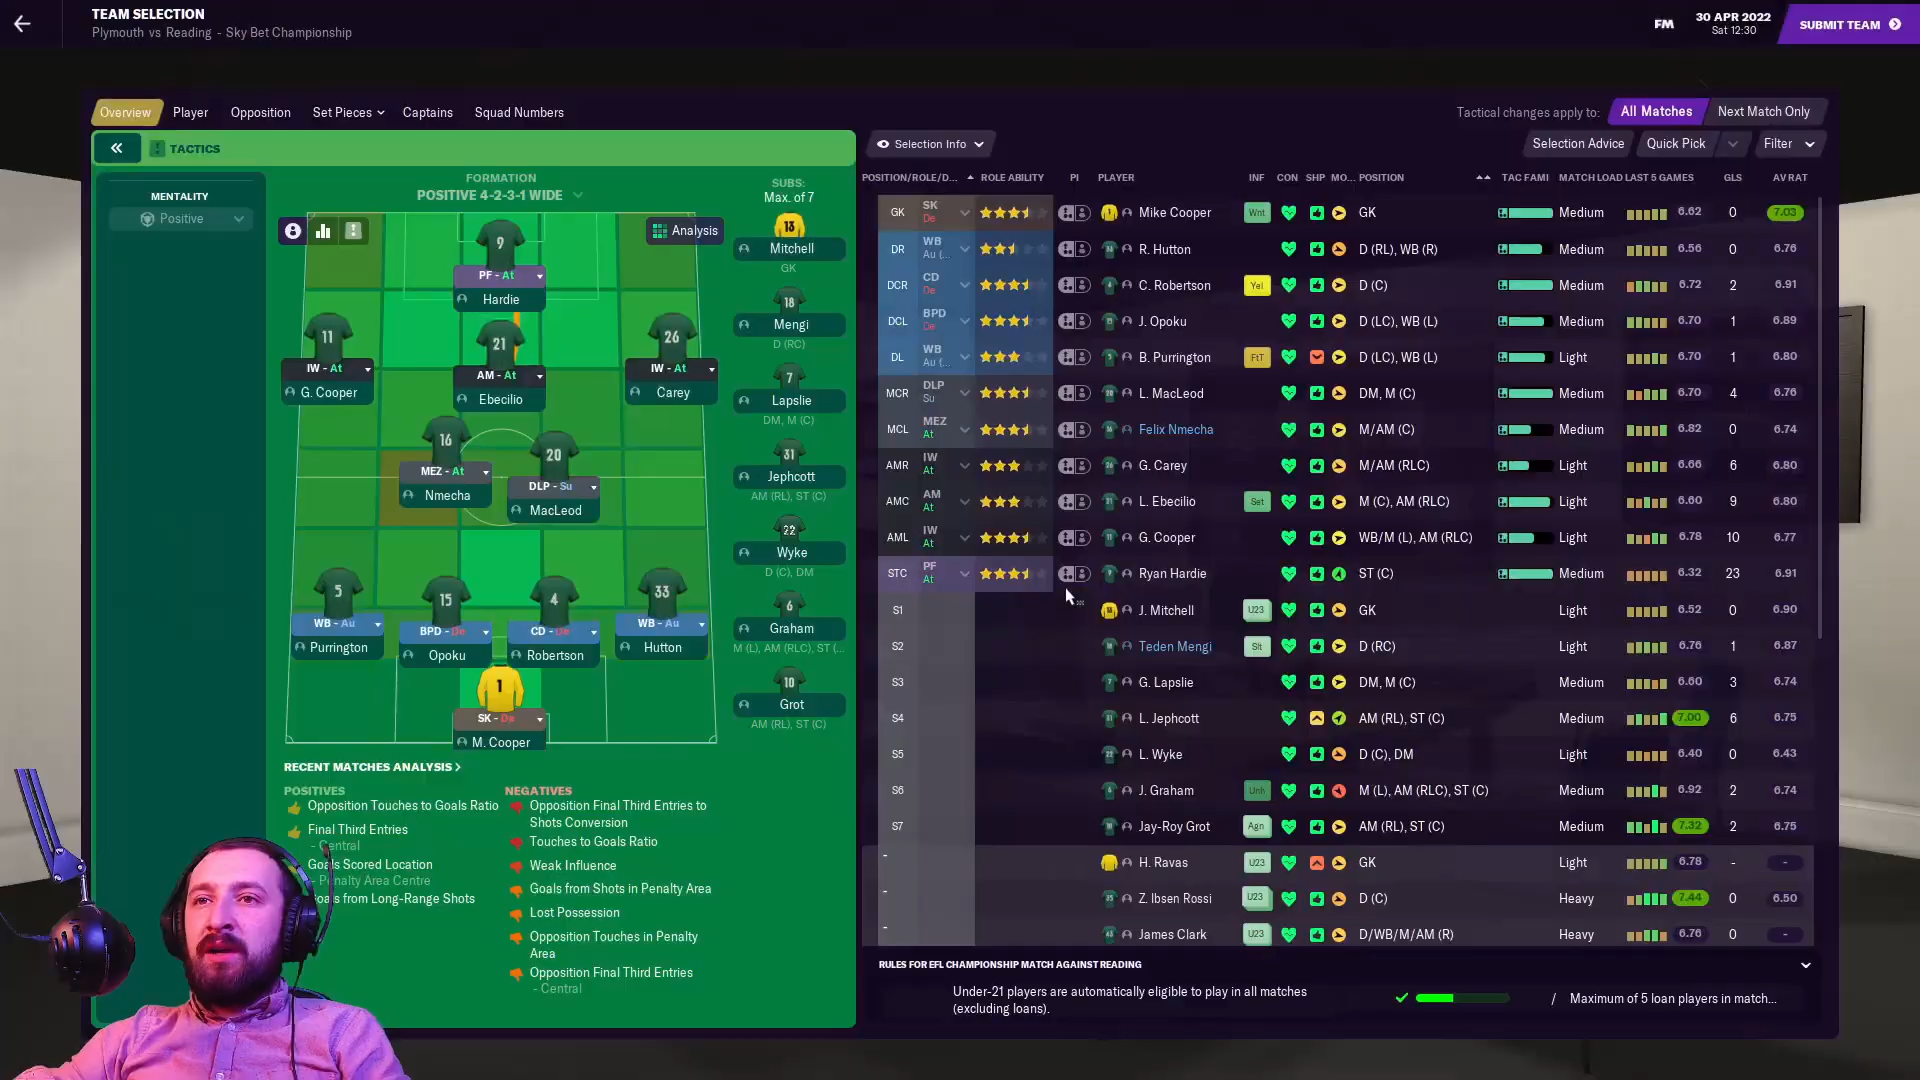 TEAM SELECTION
Plymouth vs Reading - Sky Bet Championship
FM
30 APR 2022
Sat 12:30
SUBMIT TEAM
Overview Player Opposition Set Pieces Captains Squad Numbers
Tactical changes apply to: All Matches Next Match Only
TACTICS
Selection Info
Selection Advice Quick Pick Filter
MENTALITY
Positive
FORMATION
POSITIVE 4-2-3-1 WIDE
SUBS:
Max. of 7
Analysis
9
PF - At
Hardie
11
IW - At
G. Cooper
21
AM - At
Ebecilio
26
IW - At
Carey
16
MEZ - At
Nmecha
20
DLP - Su
MacLeod
5
WB - Au
Purrington
15
BPD - De
Opoku
4
CD - De
Robertson
33
WB - Au
Hutton
1
SK - De
M. Cooper
13
Mitchell
GK
18
Mengi
D (RC)
7
Lapslie
DM, M (C)
31
Jephcott
AM (RL), ST (C)
22
Wyke
D (C), DM
6
Graham
M (L), AM (RLC), ST (...
10
Grot
AM (RL), ST (C)
RECENT MATCHES ANALYSIS >
POSITIVES
Opposition Touches to Goals Ratio
Final Third Entries
- Central
Goals Scored Location
- Penalty Area Centre
Goals from Long-Range Shots
NEGATIVES
Opposition Final Third Entries to
Shots Conversion
Touches to Goals Ratio
Weak Influence
Goals from Shots in Penalty Area
Lost Possession
Opposition Touches in Penalty
Area
Opposition Final Third Entries
- Central
POSITION/ROLE/D... ROLE ABILITY PI PLAYER INF CON SHP MO... POSITION TAC FAMI MATCH LOAD LAST 5 GAMES GLS AV RAT
GK SK De Mike Cooper Wnt GK Medium 6.62 0 7.03
DR WB Au (... R. Hutton D (RL), WB (R) Medium 6.56 0 6.76
DCR CD De C. Robertson Yel D (C) Medium 6.72 2 6.91
DCL BPD De J. Opoku D (LC), WB (L) Medium 6.70 1 6.89
DL WB Au (... B. Purrington FtT D (LC), WB (L) Light 6.70 1 6.80
MCR DLP Su L. MacLeod DM, M (C) Medium 6.70 4 6.76
MCL MEZ At Felix Nmecha M/AM (C) Medium 6.82 0 6.74
AMR IW At G. Carey M/AM (RLC) Light 6.66 6 6.80
AMC AM At L. Ebecilio Set M (C), AM (RLC) Light 6.60 9 6.80
AML IW At G. Cooper WB/M (L), AM (RLC) Light 6.78 10 6.77
STC PF At Ryan Hardie ST (C) Medium 6.32 23 6.91
S1 J. Mitchell U23 GK Light 6.52 0 6.90
S2 Teden Mengi Slt D (RC) Light 6.76 1 6.87
S3 G. Lapslie DM, M (C) Medium 6.60 3 6.74
S4 L. Jephcott AM (RL), ST (C) Medium 7.00 6 6.75
S5 L. Wyke D (C), DM Light 6.40 0 6.43
S6 J. Graham Unh M (L), AM (RLC), ST (C) Medium 6.92 2 6.74
S7 Jay-Roy Grot Agn AM (RL), ST (C) Medium 7.32 2 6.75
- H. Ravas U23 GK Light 6.78 - -
- Z. Ibsen Rossi U23 D (C) Heavy 7.44 0 6.50
- James Clark U23 D/WB/M/AM (R) Heavy 6.76 0 -
RULES FOR EFL CHAMPIONSHIP MATCH AGAINST READING
Under-21 players are automatically eligible to play in all matches
(excluding loans).
/ Maximum of 5 loan players in match...